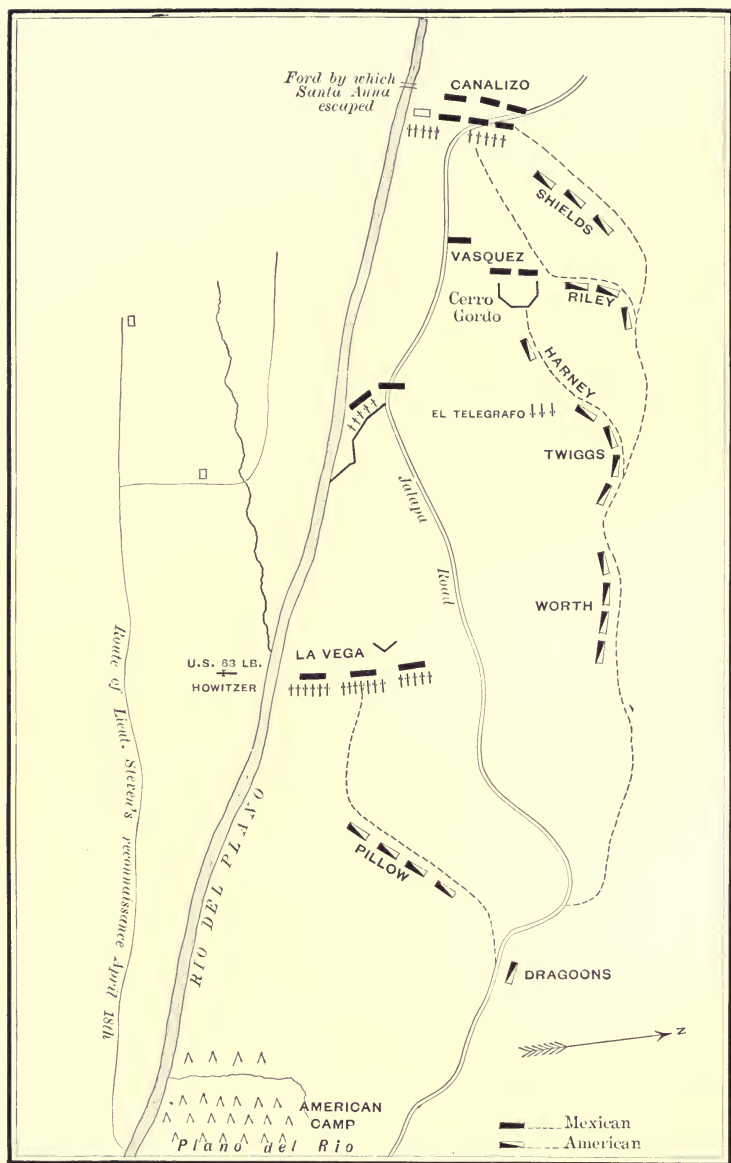 Ford by which
Santa Anna
escaped
CANALIZO
SHIELDS
VASQUEZ
Cerro
Gordo
RILEY
HARNEY
EL TELEGRAFO
TWIGGS
Jalapa
Road
WORTH
LA VEGA
U.S. 63 LB.
HOWITZER
Route of Lieut. Steven's reconnaissance April 18th
RIO DEL PLANO
PILLOW
DRAGOONS
N
AMERICAN
CAMP
Plano del Rio
Mexican
American